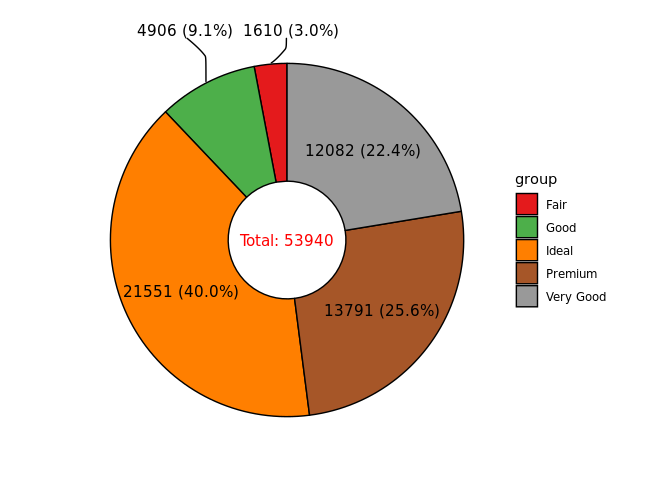 4906 (9.1%)
1610 (3.0%)
12082 (22.4%)
Total: 53940
21551 (40.0%)
13791 (25.6%)
group
Fair
Good
Ideal
Premium
Very Good